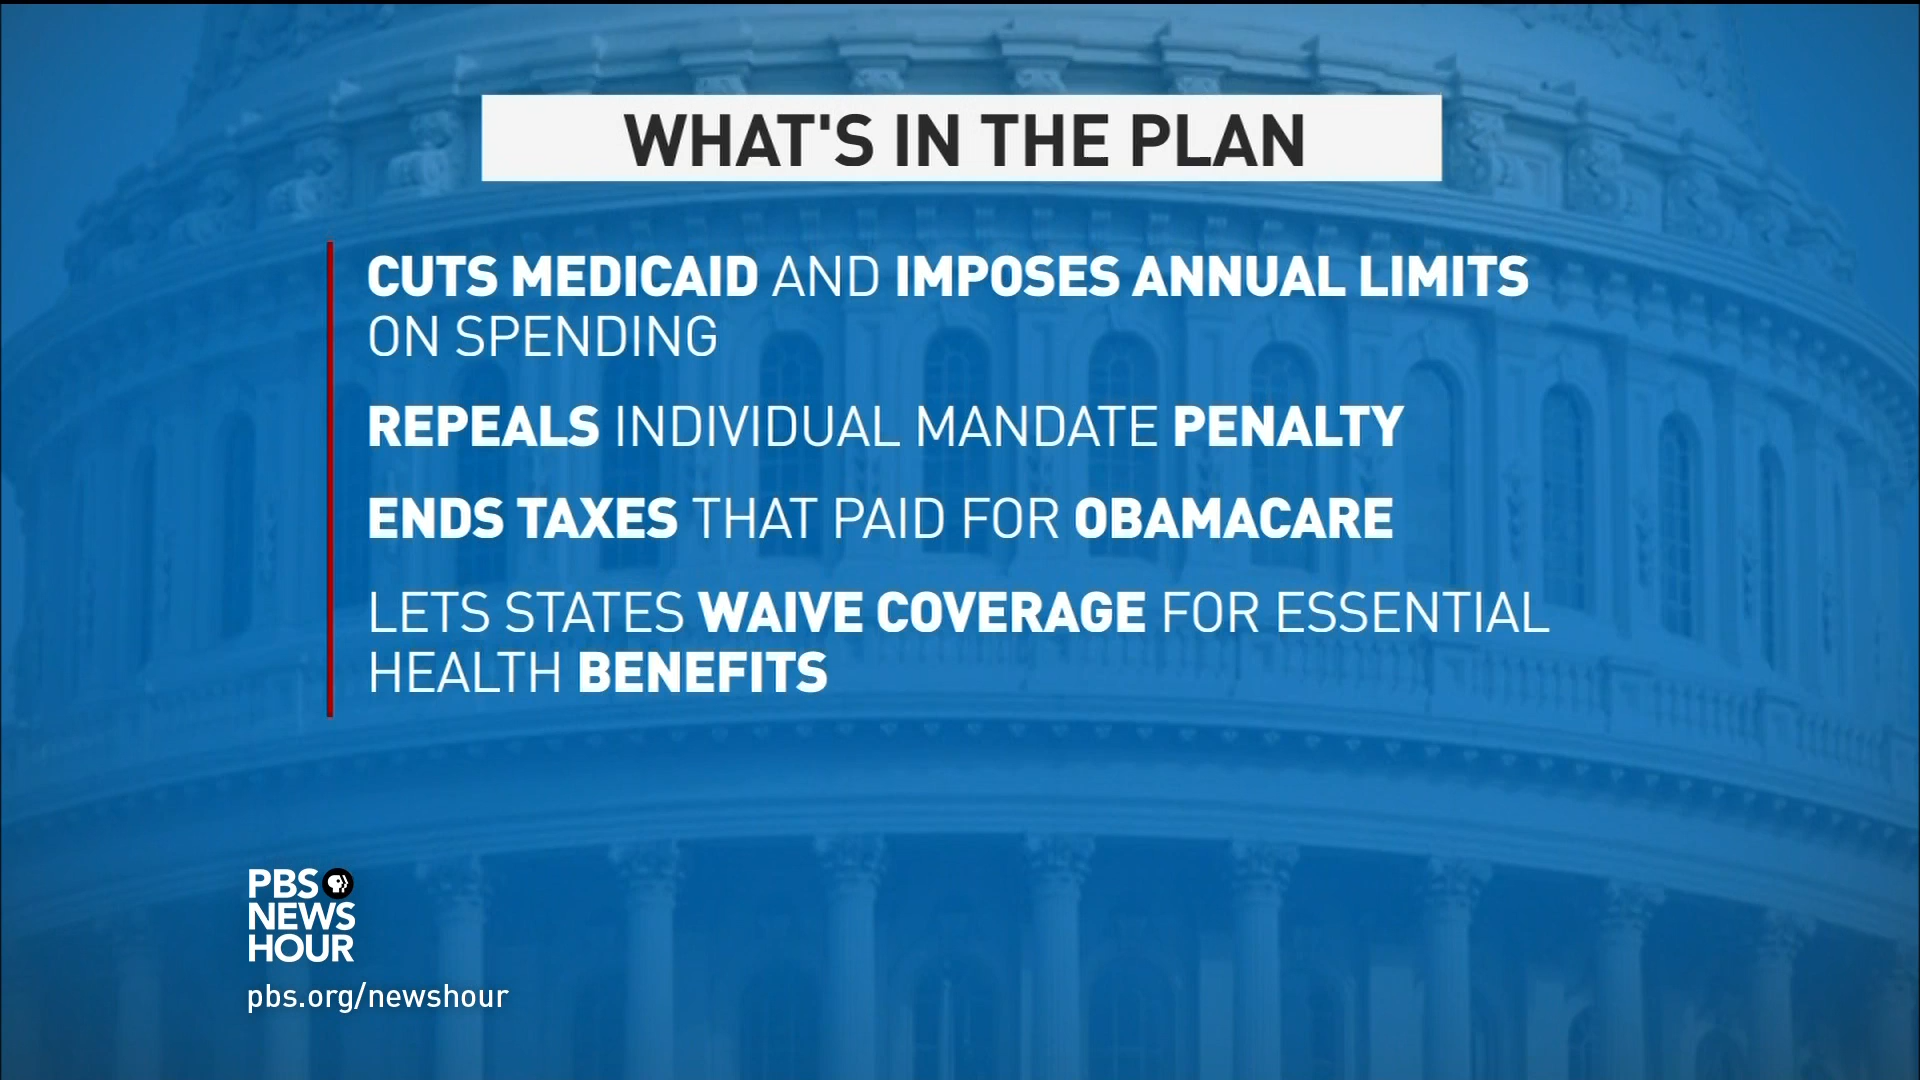 WHAT'S IN THE PLAN
CUTS MEDICAID AND IMPOSES ANNUAL LIMITS
ON SPENDING
REPEALS INDIVIDUAL MANDATE PENALTY
ENDS TAXES THAT PAID FOR OBAMACARE
LETS STATES WAIVE COVERAGE FOR ESSENTIAL
HEALTH BENEFITS
PBS
NEWS
HOUR
pbs.org/newshour